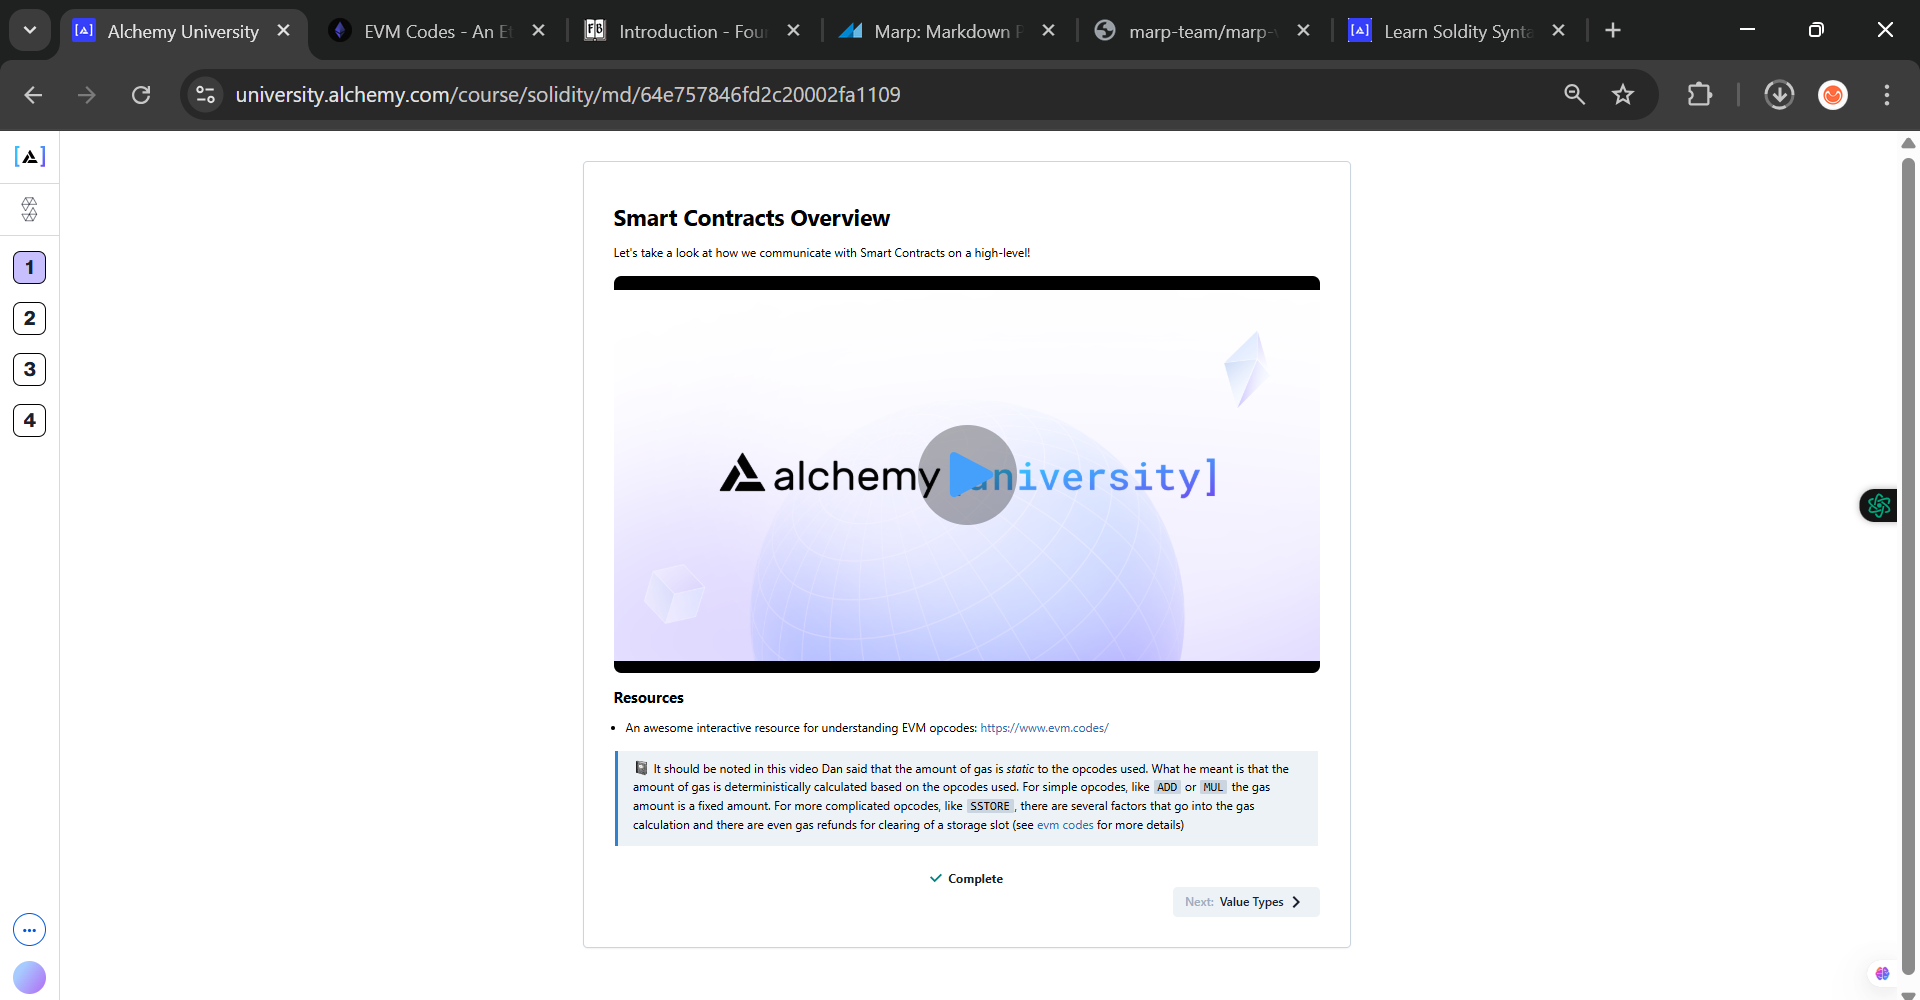 Alchemy University
EVM Codes - An Et
Introduction - Foun
Marp: Markdown P
marp-team/marp-v
Learn Soldity Synta
university.alchemy.com/course/solidity/md/64e757846fd2c20002fa1109
1
2
3
4
Smart Contracts Overview
Let's take a look at how we communicate with Smart Contracts on a high-level!
alchemy [university]
Resources
• An awesome interactive resource for understanding EVM opcodes: https://www.evm.codes/
It should be noted in this video Dan said that the amount of gas is static to the opcodes used. What he meant is that the
amount of gas is deterministically calculated based on the opcodes used. For simple opcodes, like ADD or MUL the gas
amount is a fixed amount. For more complicated opcodes, like SSTORE, there are several factors that go into the gas
calculation and there are even gas refunds for clearing of a storage slot (see evm codes for more details)
Complete
Next: Value Types